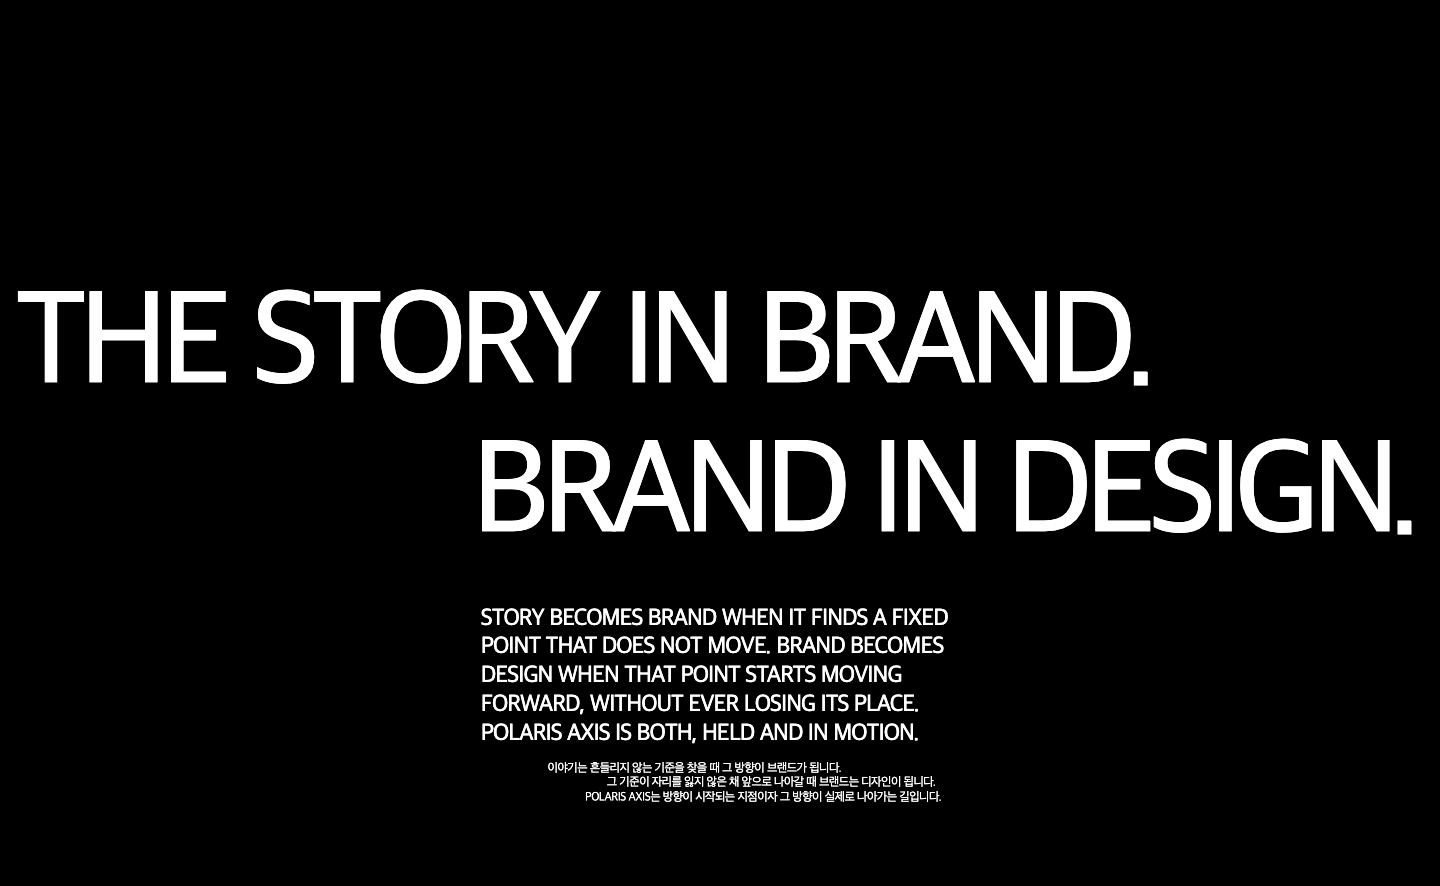 THE STORY IN BRAND.
BRAND IN DESIGN.
STORY BECOMES BRAND WHEN IT FINDS A FIXED
POINT THAT DOES NOT MOVE. BRAND BECOMES
DESIGN WHEN THAT POINT STARTS MOVING
FORWARD, WITHOUT EVER LOSING ITS PLACE.
POLARIS AXIS IS BOTH, HELD AND IN MOTION.
이야기는 흔들리지 않는 기준을 찾을 때 그 방향이 브랜드가 됩니다.
그 기준이 자리를 잃지 않은 채 앞으로 나아갈 때 브랜드는 디자인이 됩니다.
POLARIS AXIS는 방향이 시작되는 지점이자 그 방향이 실제로 나아가는 길입니다.